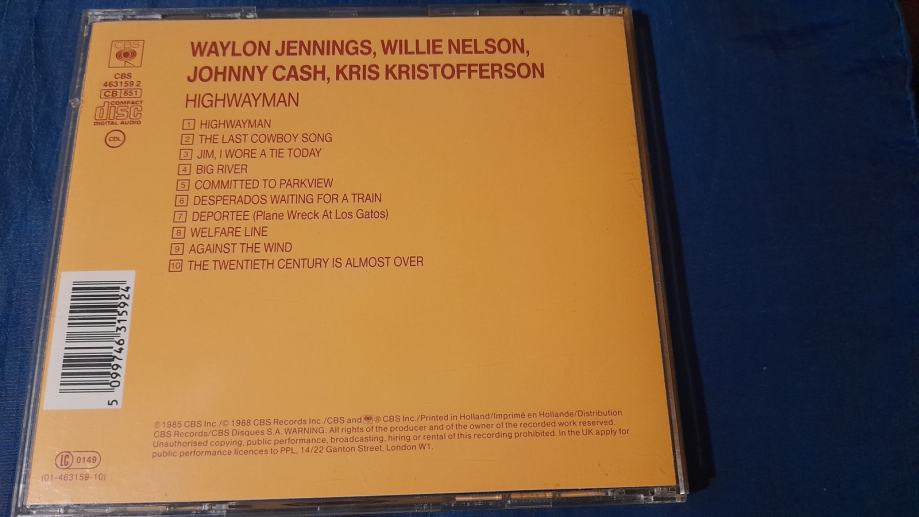 CBS
WAYLON JENNINGS, WILLIE NELSON,
JOHNNY CASH, KRIS KRISTOFFERSON
HIGHWAYMAN
CBS
463159 2
CB 851
COMPACT
disc
DIGITAL AUDIO
CDL
1 HIGHWAYMAN
2 THE LAST COWBOY SONG
3 JIM, I WORE A TIE TODAY
4 BIG RIVER
5 COMMITTED TO PARKVIEW
6 DESPERADOS WAITING FOR A TRAIN
7 DEPORTEE (Plane Wreck At Los Gatos)
8 WELFARE LINE
9 AGAINST THE WIND
10 THE TWENTIETH CENTURY IS ALMOST OVER
5 099746 315924
℗ 1985 CBS Inc./© 1988 CBS Records Inc./CBS and ® CBS Inc./Printed in Holland/Imprimé en Hollande/Distribution
CBS Records/CBS Disques S.A. WARNING: All rights of the producer and of the owner of the recorded work reserved.
Unauthorised copying, public performance, broadcasting, hiring or rental of this recording prohibited. In the UK apply for
public performance licences to PPL, 14/22 Ganton Street, London W1.
LC 0149
(01-463159-10)